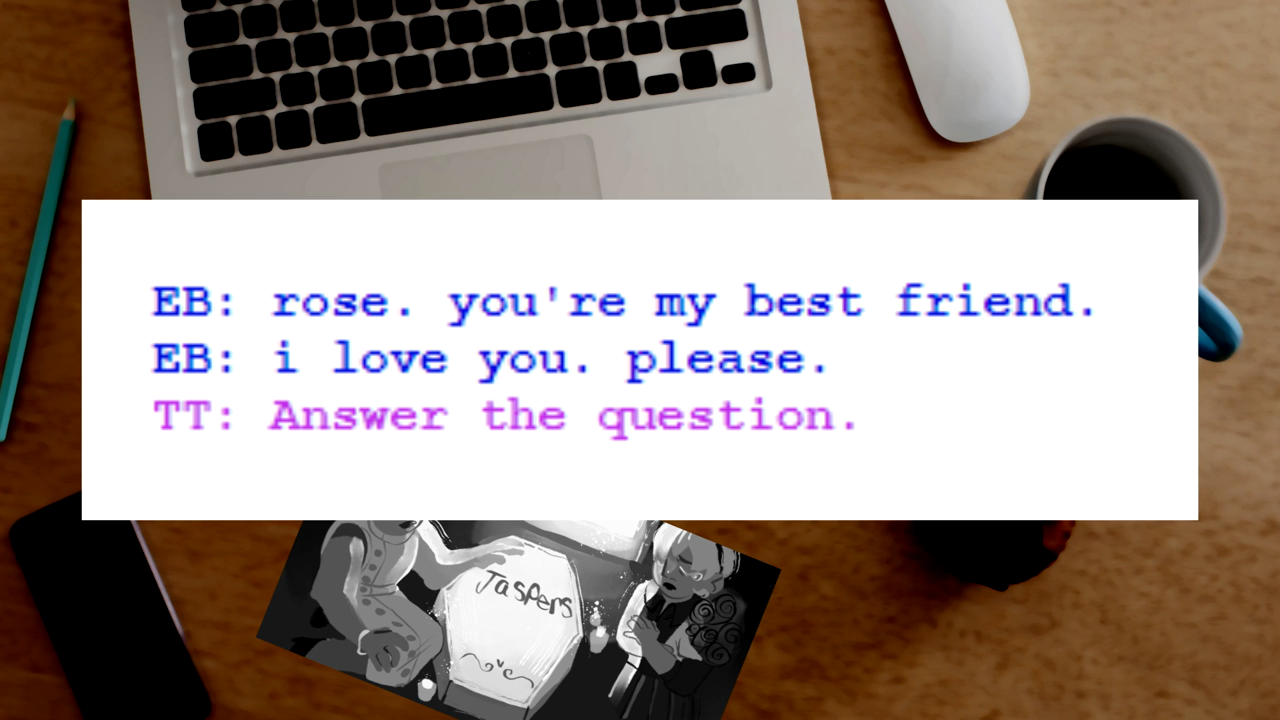 EB: rose. you're my best friend.
EB: i love you. please.
TT: Answer the question.
Jaspers